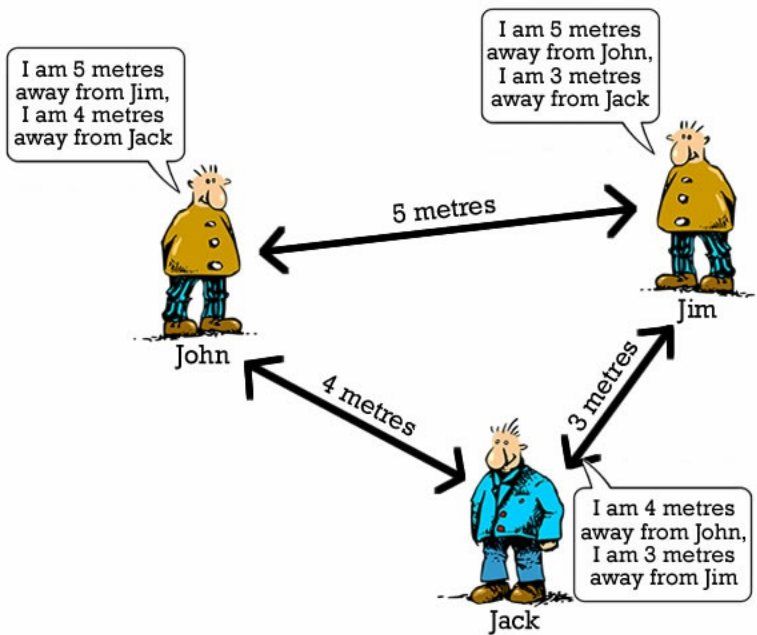 I am 5 metres
away from Jim,
I am 4 metres
away from Jack
I am 5 metres
away from John,
I am 3 metres
away from Jack
5 metres
John
Jim
4 metres
3 metres
I am 4 metres
away from John,
I am 3 metres
away from Jim
Jack